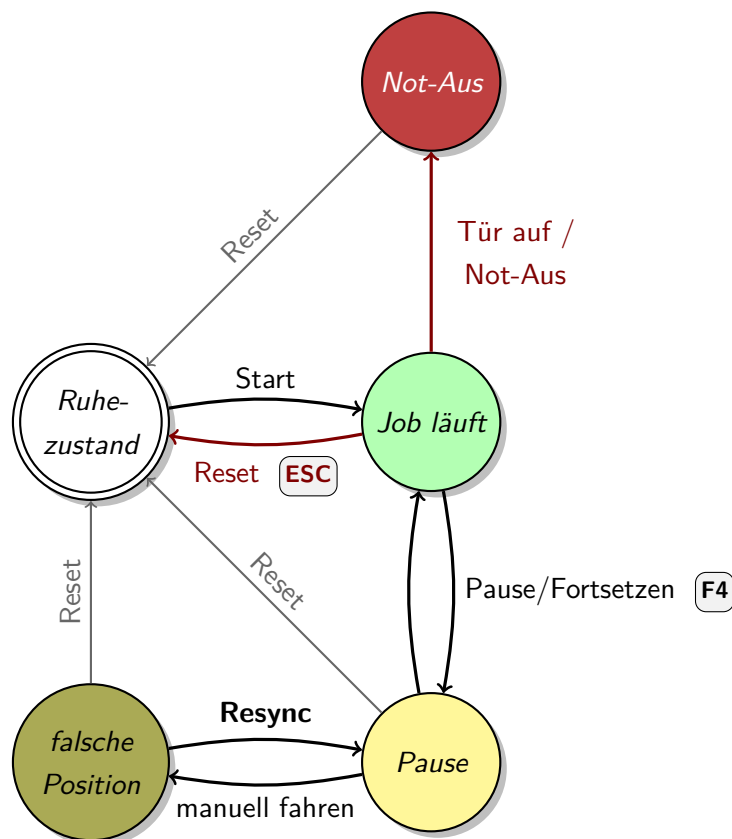 Not-Aus
Reset
Tür auf /
Not-Aus
Ruhe-
zustand
Start
Job läuft
Reset ESC
Reset
Reset
Pause/Fortsetzen F4
falsche
Position
Resync
Pause
manuell fahren